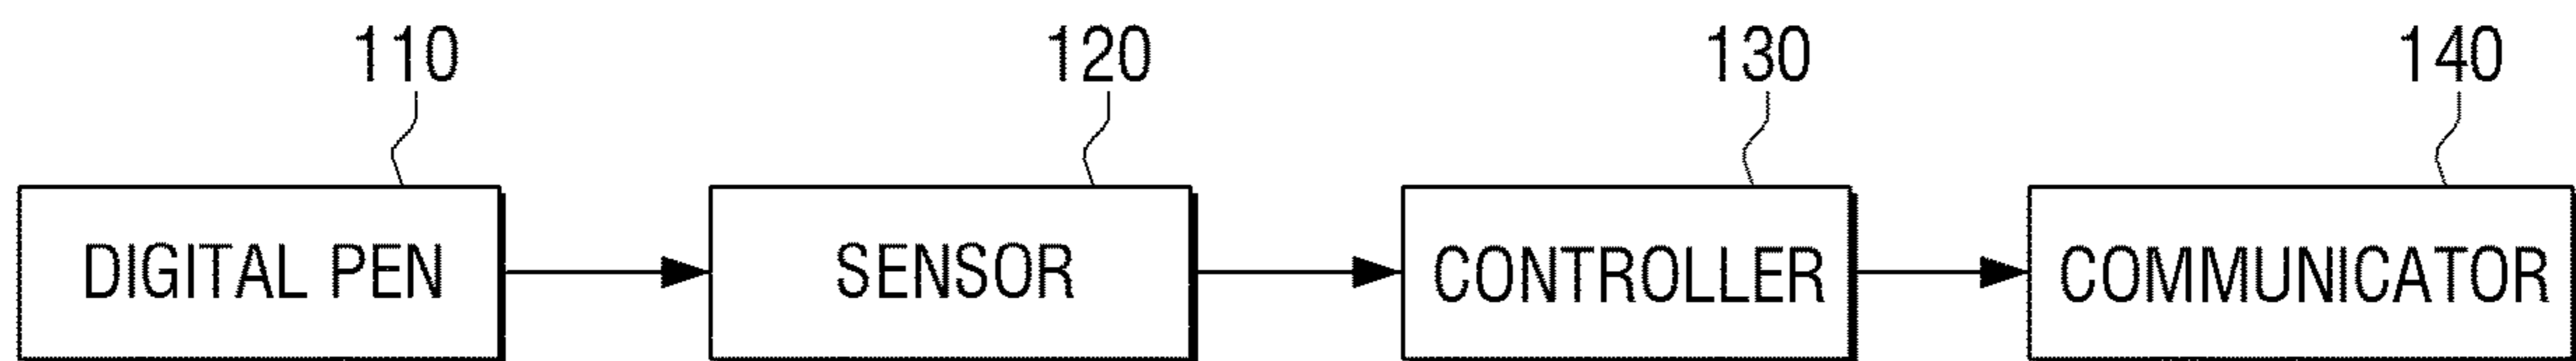 110 120 130 140
DIGITAL PEN SENSOR CONTROLLER COMMUNICATOR